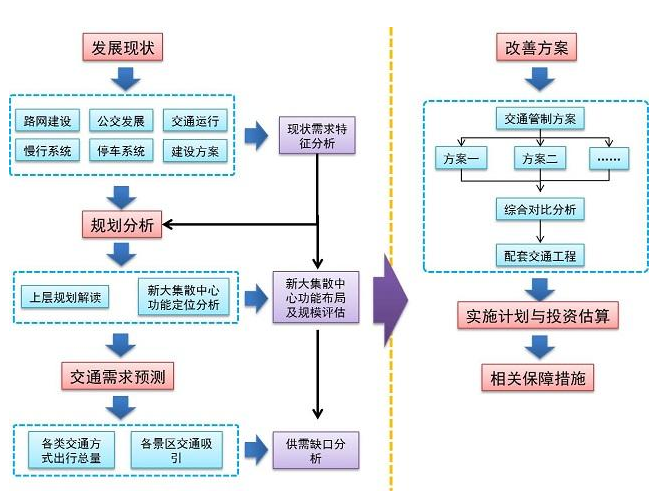 发展现状
路网建设
公交发展
交通运行
慢行系统
停车系统
建设方案
现状需求特
征分析
规划分析
上层规划解读
新大集散中心
功能定位分析
新大集散中
心功能布局
及规模评估
交通需求预测
各类交通方
式出行总量
各景区交通吸
引
供需缺口分
析
改善方案
交通管制方案
方案一
方案二
……
综合对比分析
配套交通工程
实施计划与投资估算
相关保障措施